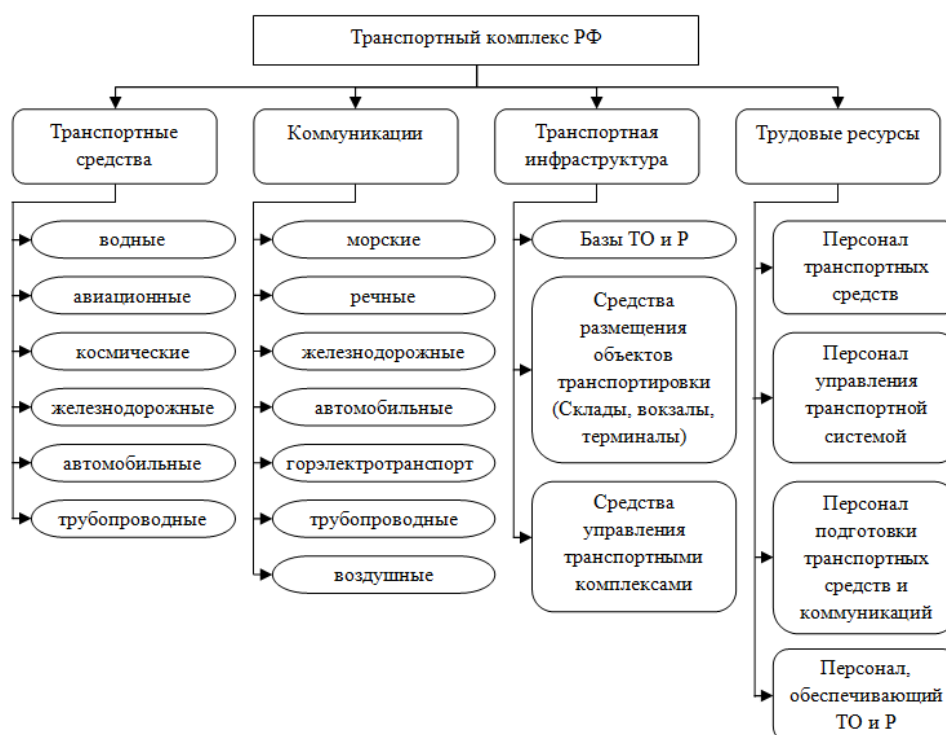 Транспортный комплекс РФ
Транспортные
средства
водные
авиационные
космические
железнодорожные
автомобильные
трубопроводные
Коммуникации
морские
речные
железнодорожные
автомобильные
горэлектротранспорт
трубопроводные
воздушные
Транспортная
инфраструктура
Базы ТО и Р
Средства
размещения
объектов
транспортировки
(Склады, вокзалы,
терминалы)
Средства
управления
транспортными
комплексами
Трудовые ресурсы
Персонал
транспортных
средств
Персонал
управления
транспортной
системой
Персонал
подготовки
транспортных
средств и
коммуникаций
Персонал,
обеспечивающий
ТО и Р